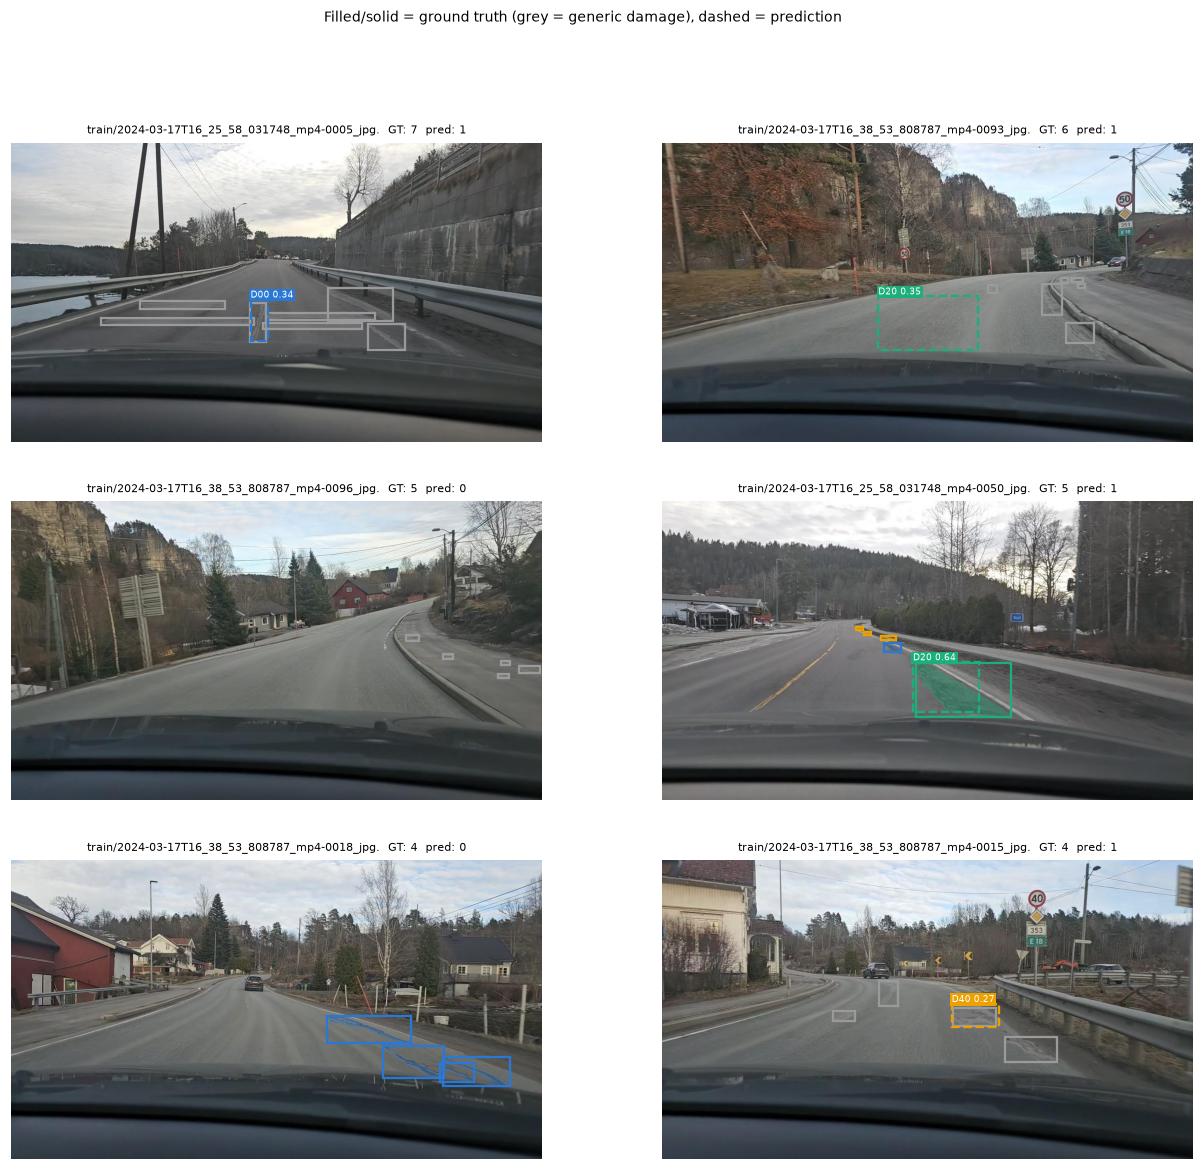 Filled/solid = ground truth (grey = generic damage), dashed = prediction
train/2024-03-17T16_25_58_031748_mp4-0005_jpg.  GT: 7  pred: 1
D00 0.34
train/2024-03-17T16_38_53_808787_mp4-0093_jpg.  GT: 6  pred: 1
50
353
E 18
50
D20 0.35
train/2024-03-17T16_38_53_808787_mp4-0096_jpg.  GT: 5  pred: 0
train/2024-03-17T16_25_58_031748_mp4-0050_jpg.  GT: 5  pred: 1
D20 0.64
train/2024-03-17T16_38_53_808787_mp4-0018_jpg.  GT: 4  pred: 0
train/2024-03-17T16_38_53_808787_mp4-0015_jpg.  GT: 4  pred: 1
40
353
E 18
D40 0.27